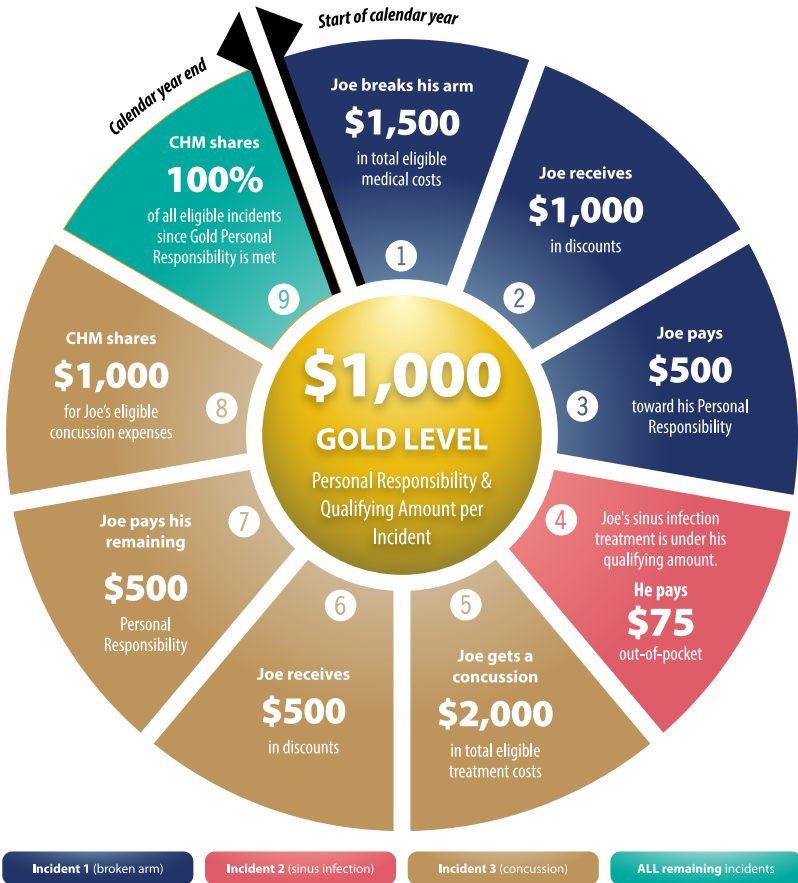 Start of calendar year
Calendar year end
Joe breaks his arm
$1,500
in total eligible
medical costs
1
Joe receives
$1,000
in discounts
2
Joe pays
$500
toward his Personal
Responsibility
3
4
Joe's sinus infection
treatment is under his
qualifying amount.
He pays
$75
out-of-pocket
5
Joe gets a
concussion
$2,000
in total eligible
treatment costs
6
Joe receives
$500
in discounts
7
Joe pays his
remaining
$500
Personal
Responsibility
CHM shares
$1,000
for Joe's eligible
concussion expenses
8
CHM shares
100%
of all eligible incidents
since Gold Personal
Responsibility is met
9
$1,000
GOLD LEVEL
Personal Responsibility &
Qualifying Amount per
Incident
Incident 1 (broken arm)
Incident 2 (sinus infection)
Incident 3 (concussion)
ALL remaining incidents